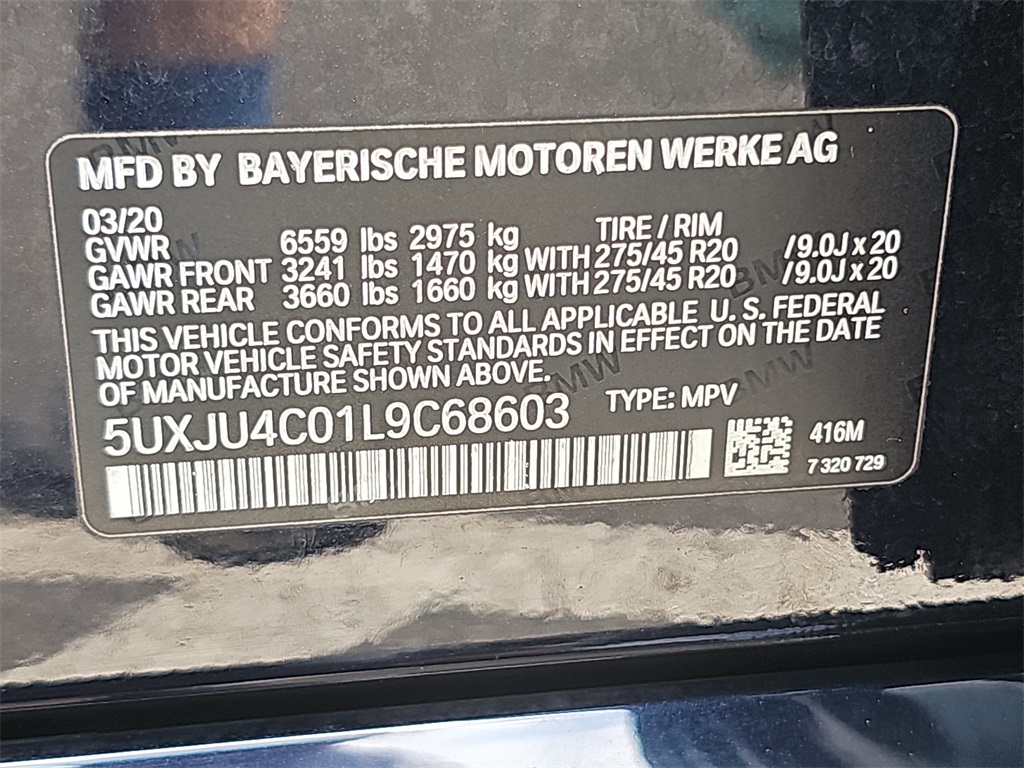 MFD BY BAYERISCHE MOTOREN WERKE AG
03/20 TIRE / RIM
GVWR 6559 lbs 2975 kg
GAWR FRONT 3241 lbs 1470 kg WITH 275/45 R20 /9.0J x 20
GAWR REAR 3660 lbs 1660 kg WITH 275/45 R20 /9.0J x 20
THIS VEHICLE CONFORMS TO ALL APPLICABLE U. S. FEDERAL
MOTOR VEHICLE SAFETY STANDARDS IN EFFECT ON THE DATE
OF MANUFACTURE SHOWN ABOVE.
5UXJU4C01L9C68603 TYPE: MPV
416M
7 320 729